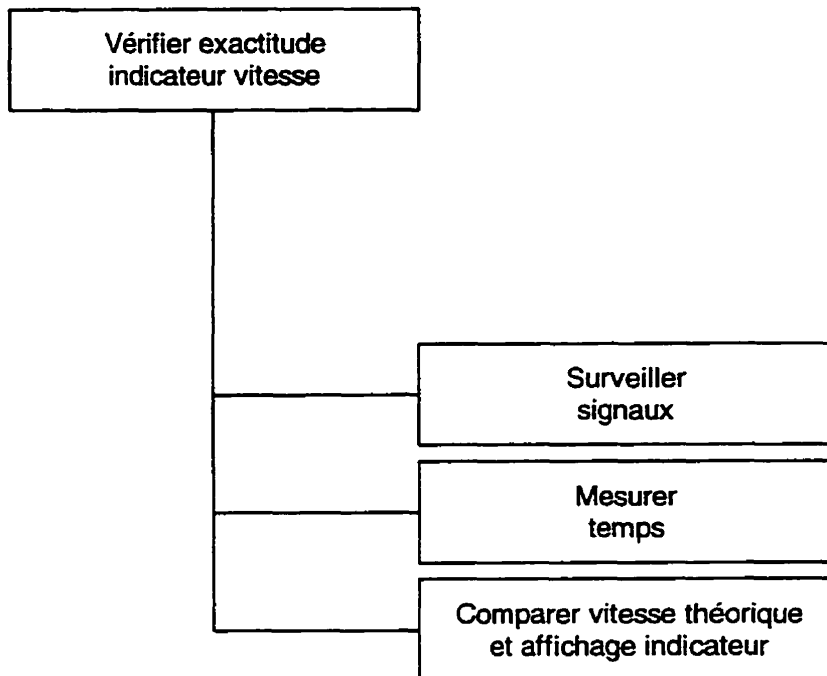 Vérifier exactitude
indicateur vitesse
Surveiller
signaux
Mesurer
temps
Comparer vitesse théorique
et affichage indicateur